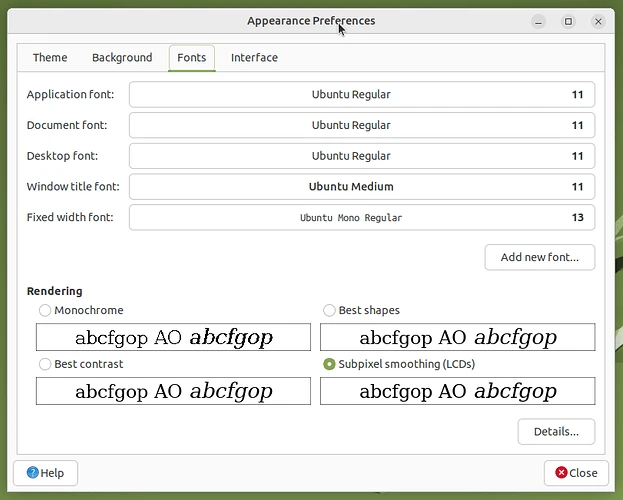 Appearance Preferences
Theme Background Fonts Interface
Application font: Ubuntu Regular 11
Document font: Ubuntu Regular 11
Desktop font: Ubuntu Regular 11
Window title font: Ubuntu Medium 11
Fixed width font: Ubuntu Mono Regular 13
Add new font...
Rendering
Monochrome Best shapes
abcfgop AO abcfgop abcfgop AO abcfgop
Best contrast Subpixel smoothing (LCDs)
abcfgop AO abcfgop abcfgop AO abcfgop
Details...
Help Close